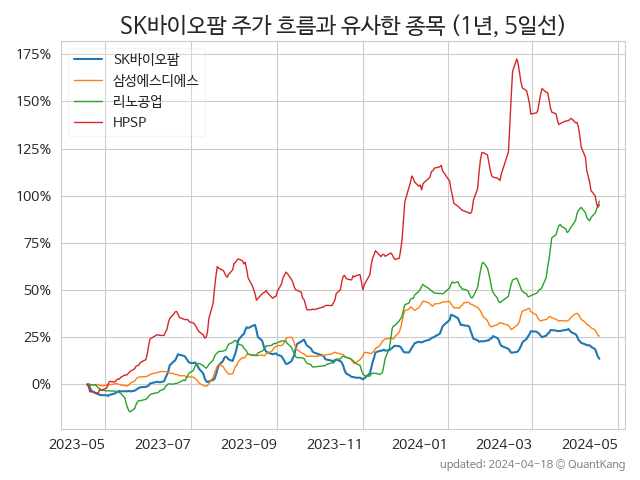 SK바이오팜 주가 흐름과 유사한 종목 (1년, 5일선)
SK바이오팜
삼성에스디에스
리노공업
HPSP
175%
150%
125%
100%
75%
50%
25%
0%
2023-05
2023-07
2023-09
2023-11
2024-01
2024-03
2024-05
updated: 2024-04-18 © QuantKang